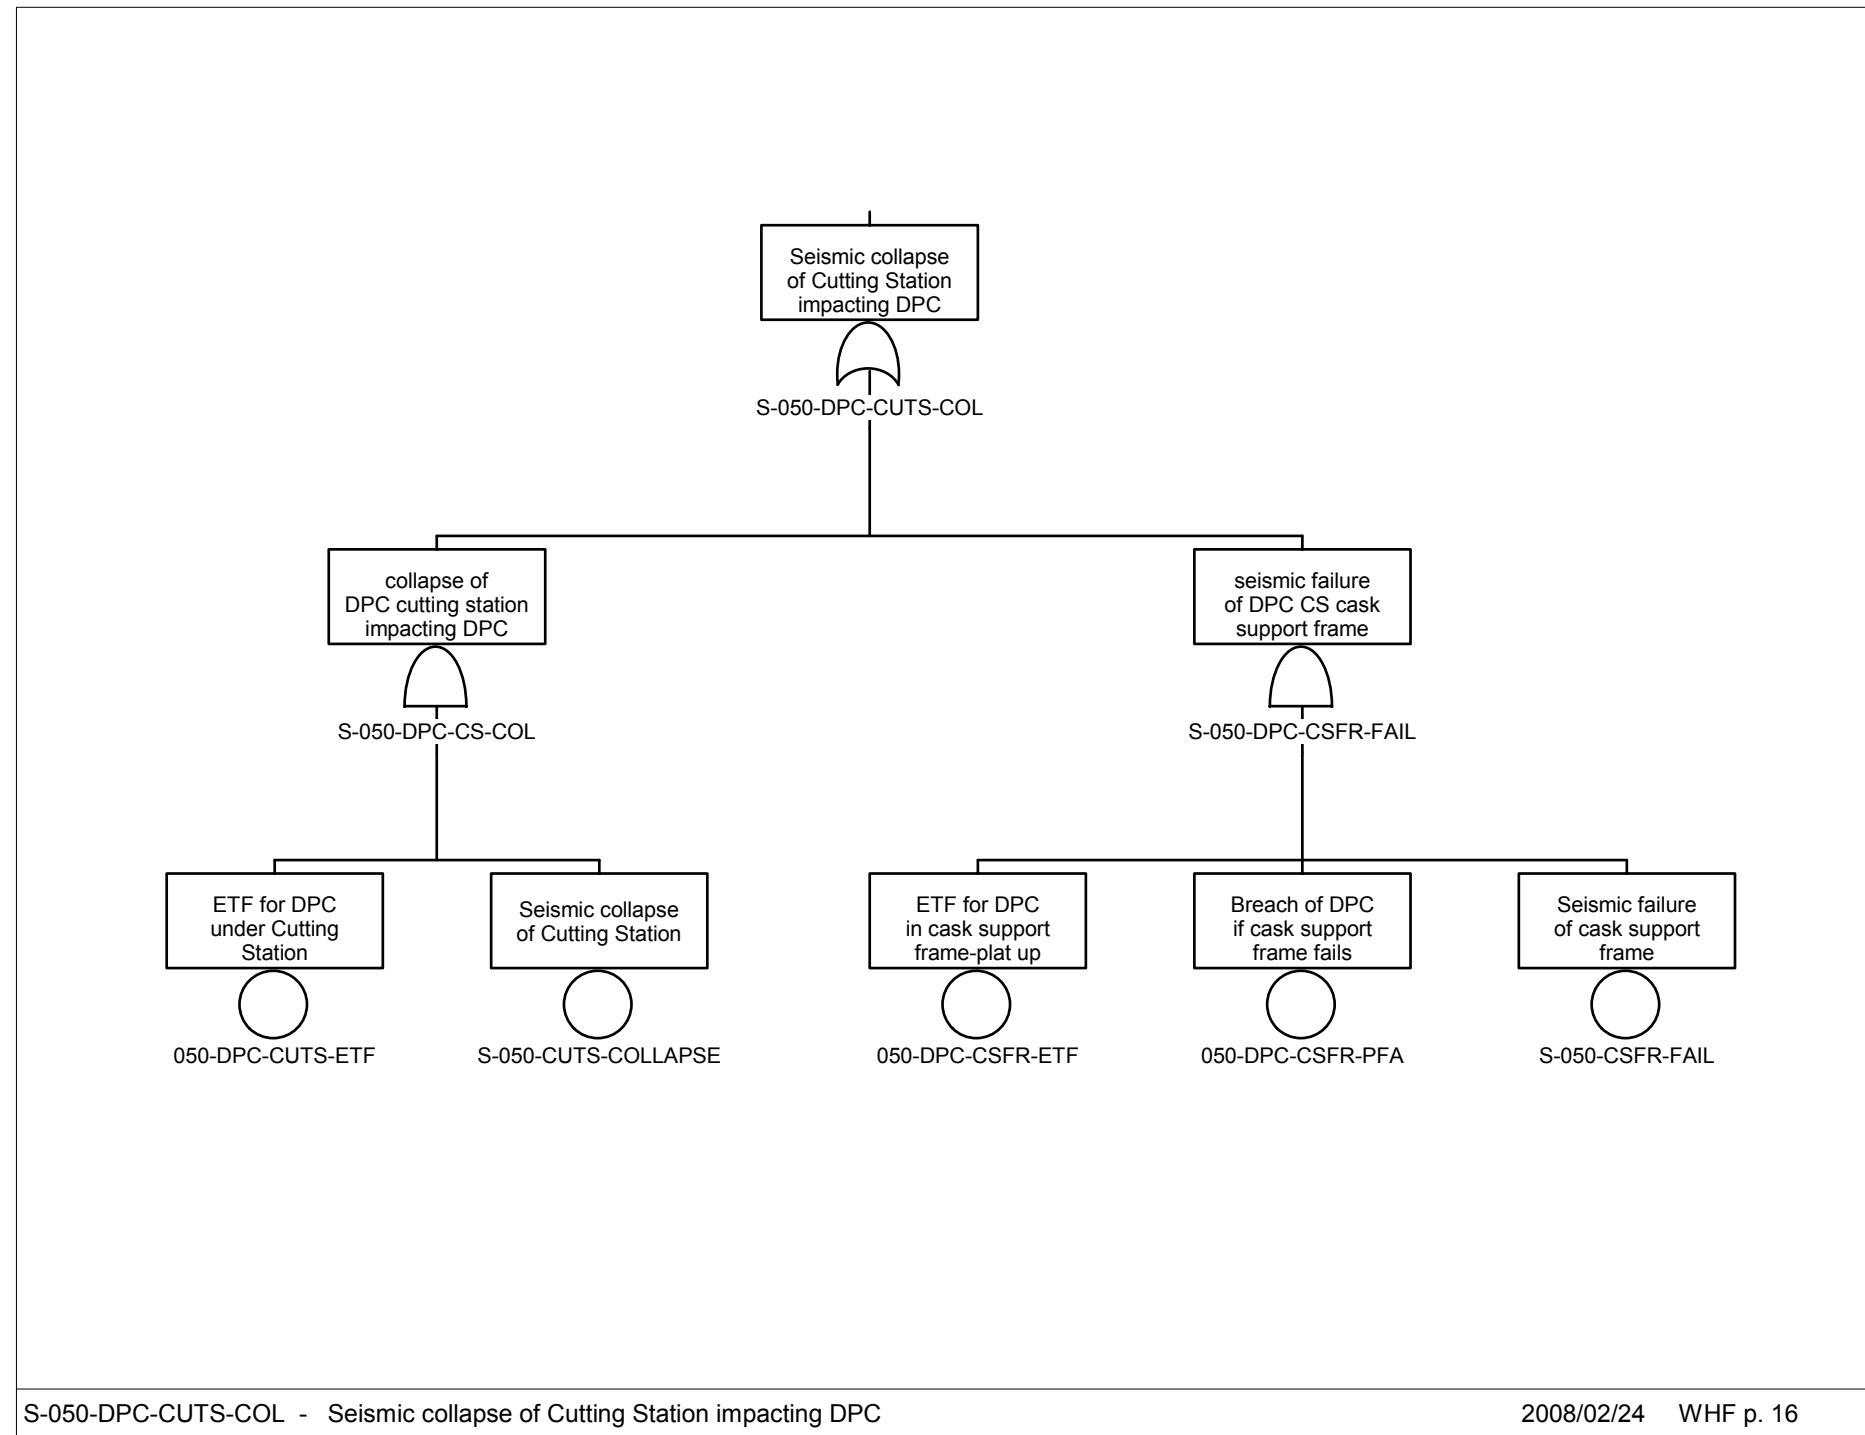 Seismic collapse
of Cutting Station
impacting DPC
S-050-DPC-CUTS-COL
collapse of
DPC cutting station
impacting DPC
S-050-DPC-CS-COL
seismic failure
of DPC CS cask
support frame
S-050-DPC-CSFR-FAIL
ETF for DPC
under Cutting
Station
050-DPC-CUTS-ETF
Seismic collapse
of Cutting Station
S-050-CUTS-COLLAPSE
ETF for DPC
in cask support
frame-plat up
050-DPC-CSFR-ETF
Breach of DPC
if cask support
frame fails
050-DPC-CSFR-PFA
Seismic failure
of cask support
frame
S-050-CSFR-FAIL
S-050-DPC-CUTS-COL - Seismic collapse of Cutting Station impacting DPC 2008/02/24 WHF p. 16